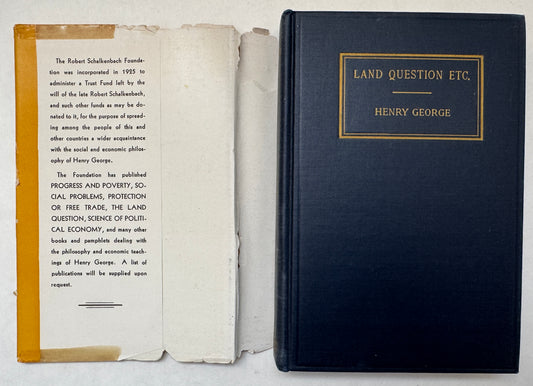 The Robert Schalkenbach Founda-
tion was incorporated in 1925 to
administer a Trust Fund left by the
will of the late Robert Schalkenbach,
and such other funds as may be do-
nated to it, for the purpose of spread-
ing among the people of this and
other countries a wider acquaintance
with the social and economic philos-
ophy of Henry George.
The Foundation has published
PROGRESS AND POVERTY, SO-
CIAL PROBLEMS, PROTECTION
OR FREE TRADE, THE LAND
QUESTION, SCIENCE OF POLITI-
CAL ECONOMY, and many other
books and pamphlets dealing with
the philosophy and economic teach-
ings of Henry George. A list of
publications will be supplied upon
request.
LAND QUESTION ETC.
HENRY GEORGE